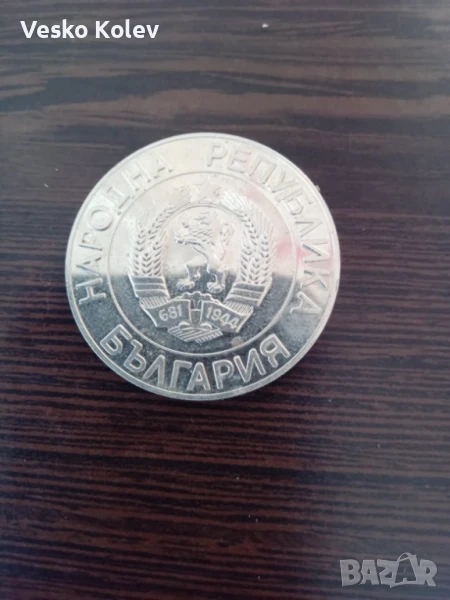 Vesko Kolev
НАРОДНА РЕПУБЛИКА
681 1944
БЪЛГАРИЯ
BAZAR